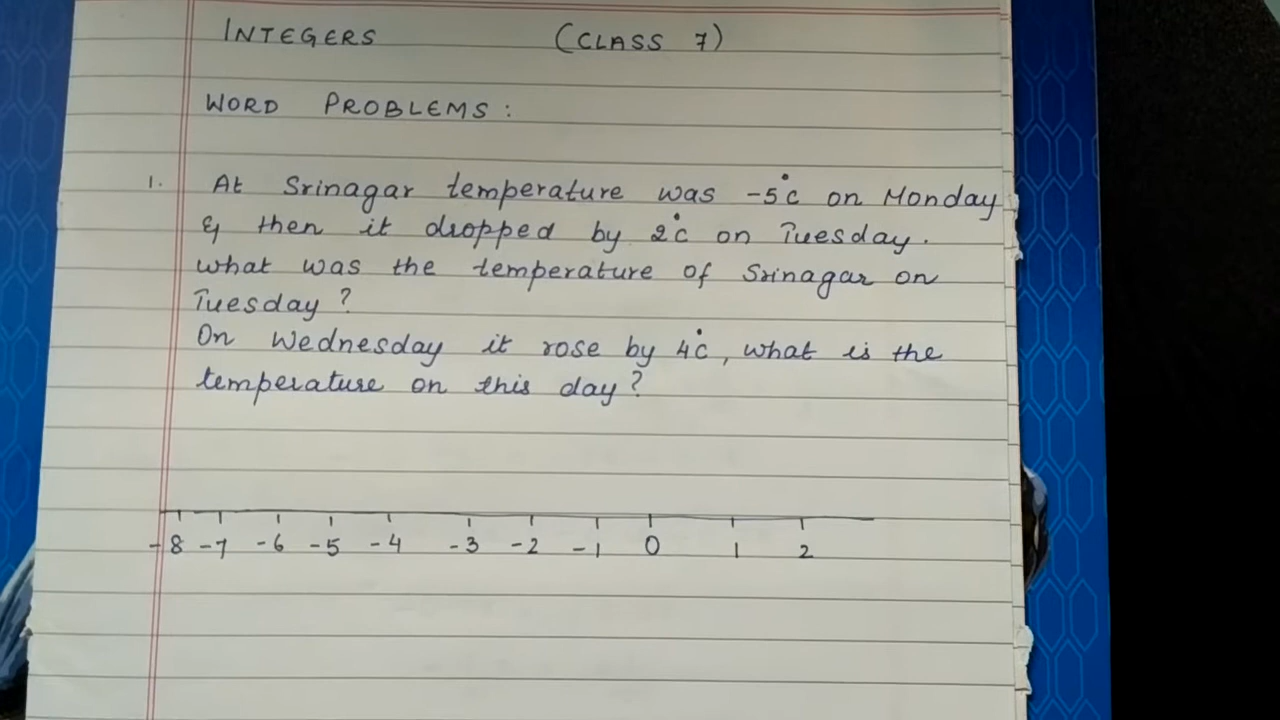 INTEGERS (CLASS 7)
WORD PROBLEMS:
1. At Srinagar temperature was -5°C on Monday
& then it dropped by 2°C on Tuesday.
What was the temperature of Srinagar on
Tuesday?
On Wednesday it rose by 4°C, what is the
temperature on this day?
-8 -7 -6 -5 -4 -3 -2 -1 0 1 2